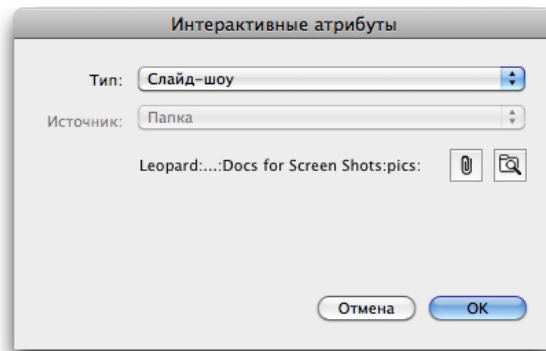 Интерактивные атрибуты
Тип: Слайд-шоу
Источник: Папка
Leopard:...:Docs for Screen Shots:pics:
Отмена OK